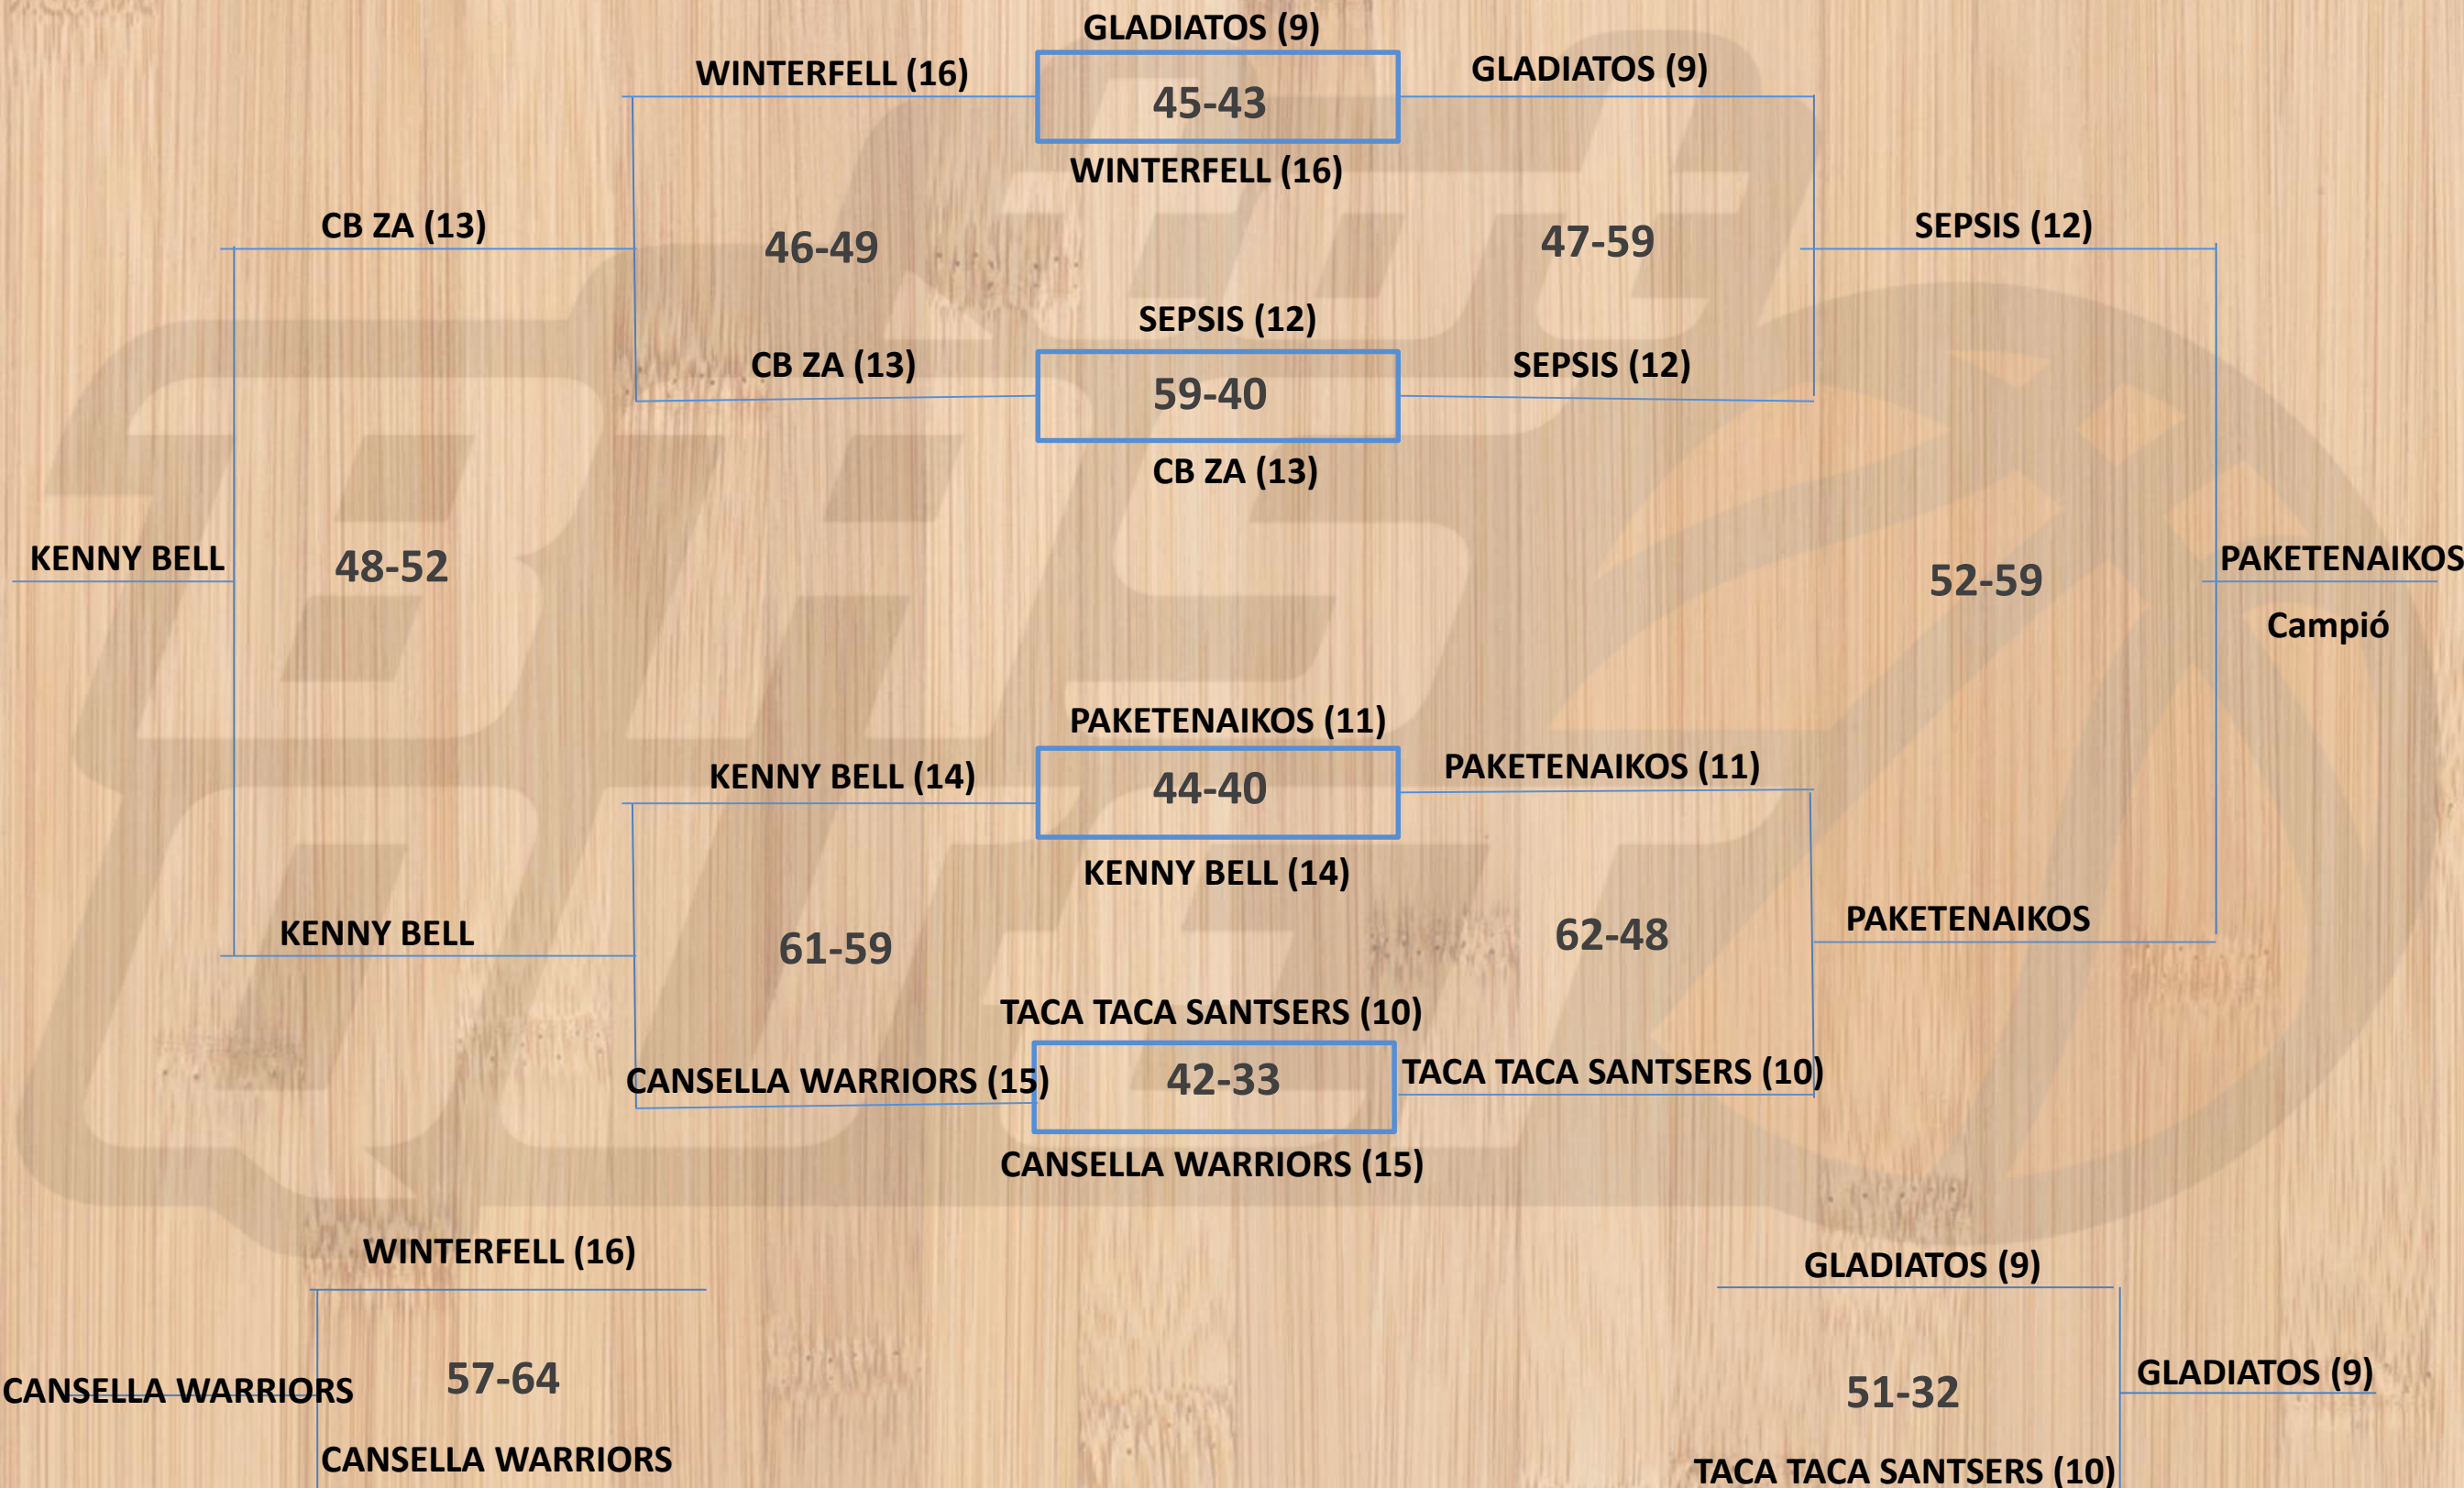 GLADIATOS (9)
WINTERFELL (16)
45-43
GLADIATOS (9)
WINTERFELL (16)
CB ZA (13)
46-49
47-59
SEPSIS (12)
SEPSIS (12)
CB ZA (13)
59-40
SEPSIS (12)
CB ZA (13)
KENNY BELL
48-52
52-59
PAKETENAIKOS
Campió
PAKETENAIKOS (11)
KENNY BELL (14)
44-40
PAKETENAIKOS (11)
KENNY BELL (14)
KENNY BELL
61-59
62-48
PAKETENAIKOS
TACA TACA SANTSERS (10)
CANSELLA WARRIORS (15)
42-33
TACA TACA SANTSERS (10)
CANSELLA WARRIORS (15)
WINTERFELL (16)
GLADIATOS (9)
CANSELLA WARRIORS
57-64
51-32
GLADIATOS (9)
CANSELLA WARRIORS
TACA TACA SANTSERS (10)